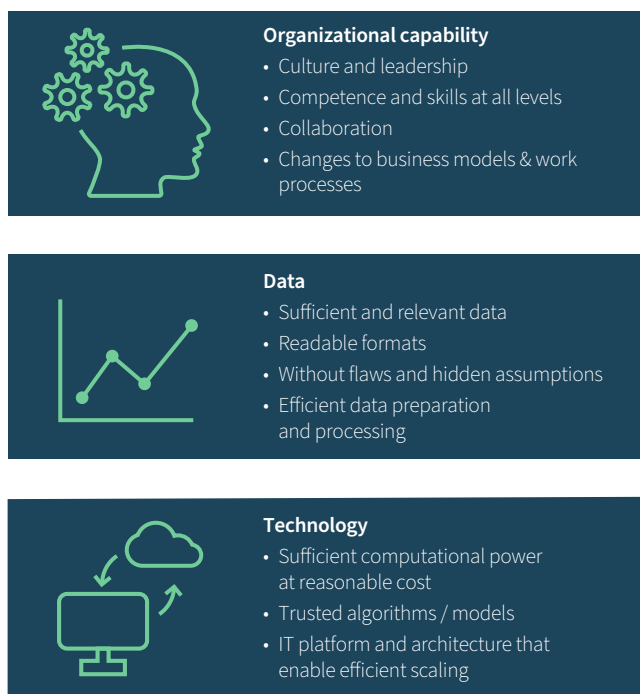 Organizational capability
• Culture and leadership
• Competence and skills at all levels
• Collaboration
• Changes to business models & work
processes
Data
• Sufficient and relevant data
• Readable formats
• Without flaws and hidden assumptions
• Efficient data preparation
and processing
Technology
• Sufficient computational power
at reasonable cost
• Trusted algorithms / models
• IT platform and architecture that
enable efficient scaling